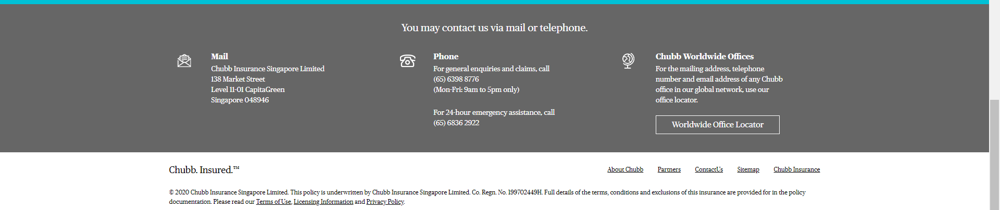 You may contact us via mail or telephone.
Mail
Chubb Insurance Singapore Limited
138 Market Street
Level 11-01 CapitaGreen
Singapore 048946
Phone
For general enquiries and claims, call
(65) 6398 8776
(Mon-Fri: 9am to 5pm only)
For 24-hour emergency assistance, call
(65) 6836 2922
Chubb Worldwide Offices
For the mailing address, telephone
number and email address of any Chubb
office in our global network, use our
office locator.
Worldwide Office Locator
Chubb. Insured.™
About Chubb Partners ContactUs Sitemap Chubb Insurance
© 2020 Chubb Insurance Singapore Limited. This policy is underwritten by Chubb Insurance Singapore Limited. Co. Regn. No. 199702449H. Full details of the terms, conditions and exclusions of this insurance are provided for in the policy
documentation. Please read our Terms of Use, Licensing Information and Privacy Policy.